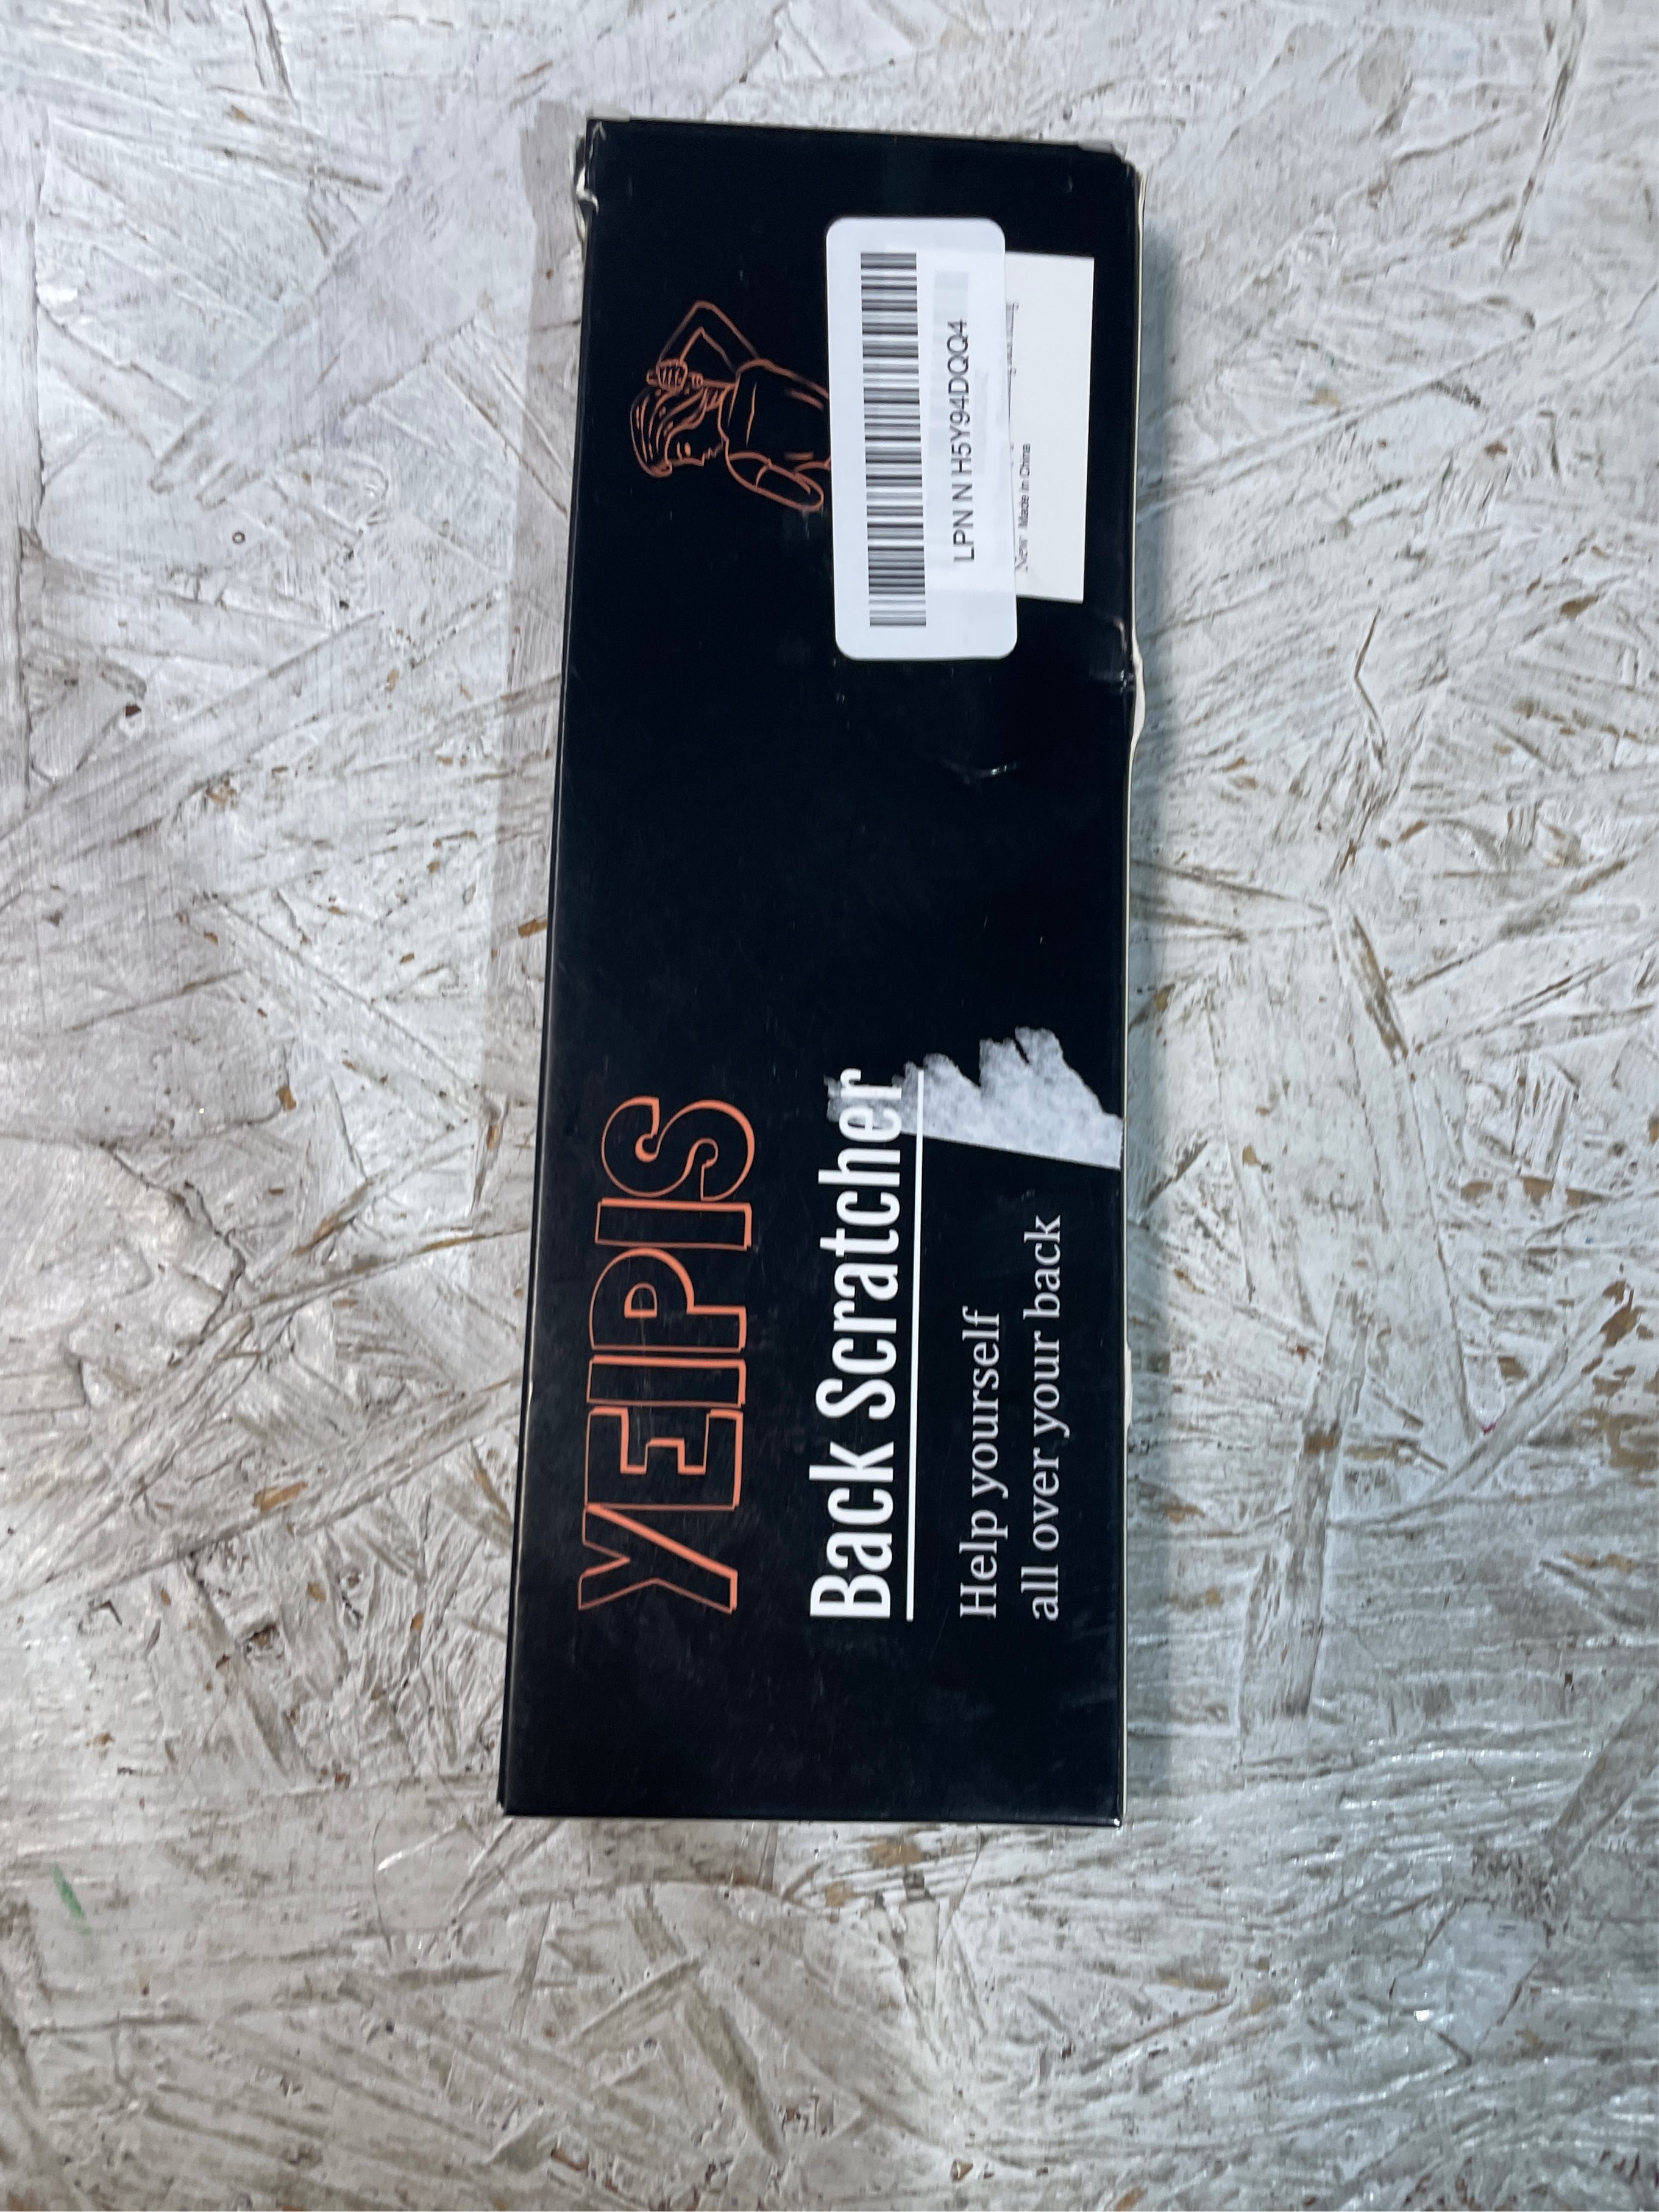 YEIPIS
Back Scratcher
Help yourself
all over your back
LPN N H5Y94DQQ4
New Made in China